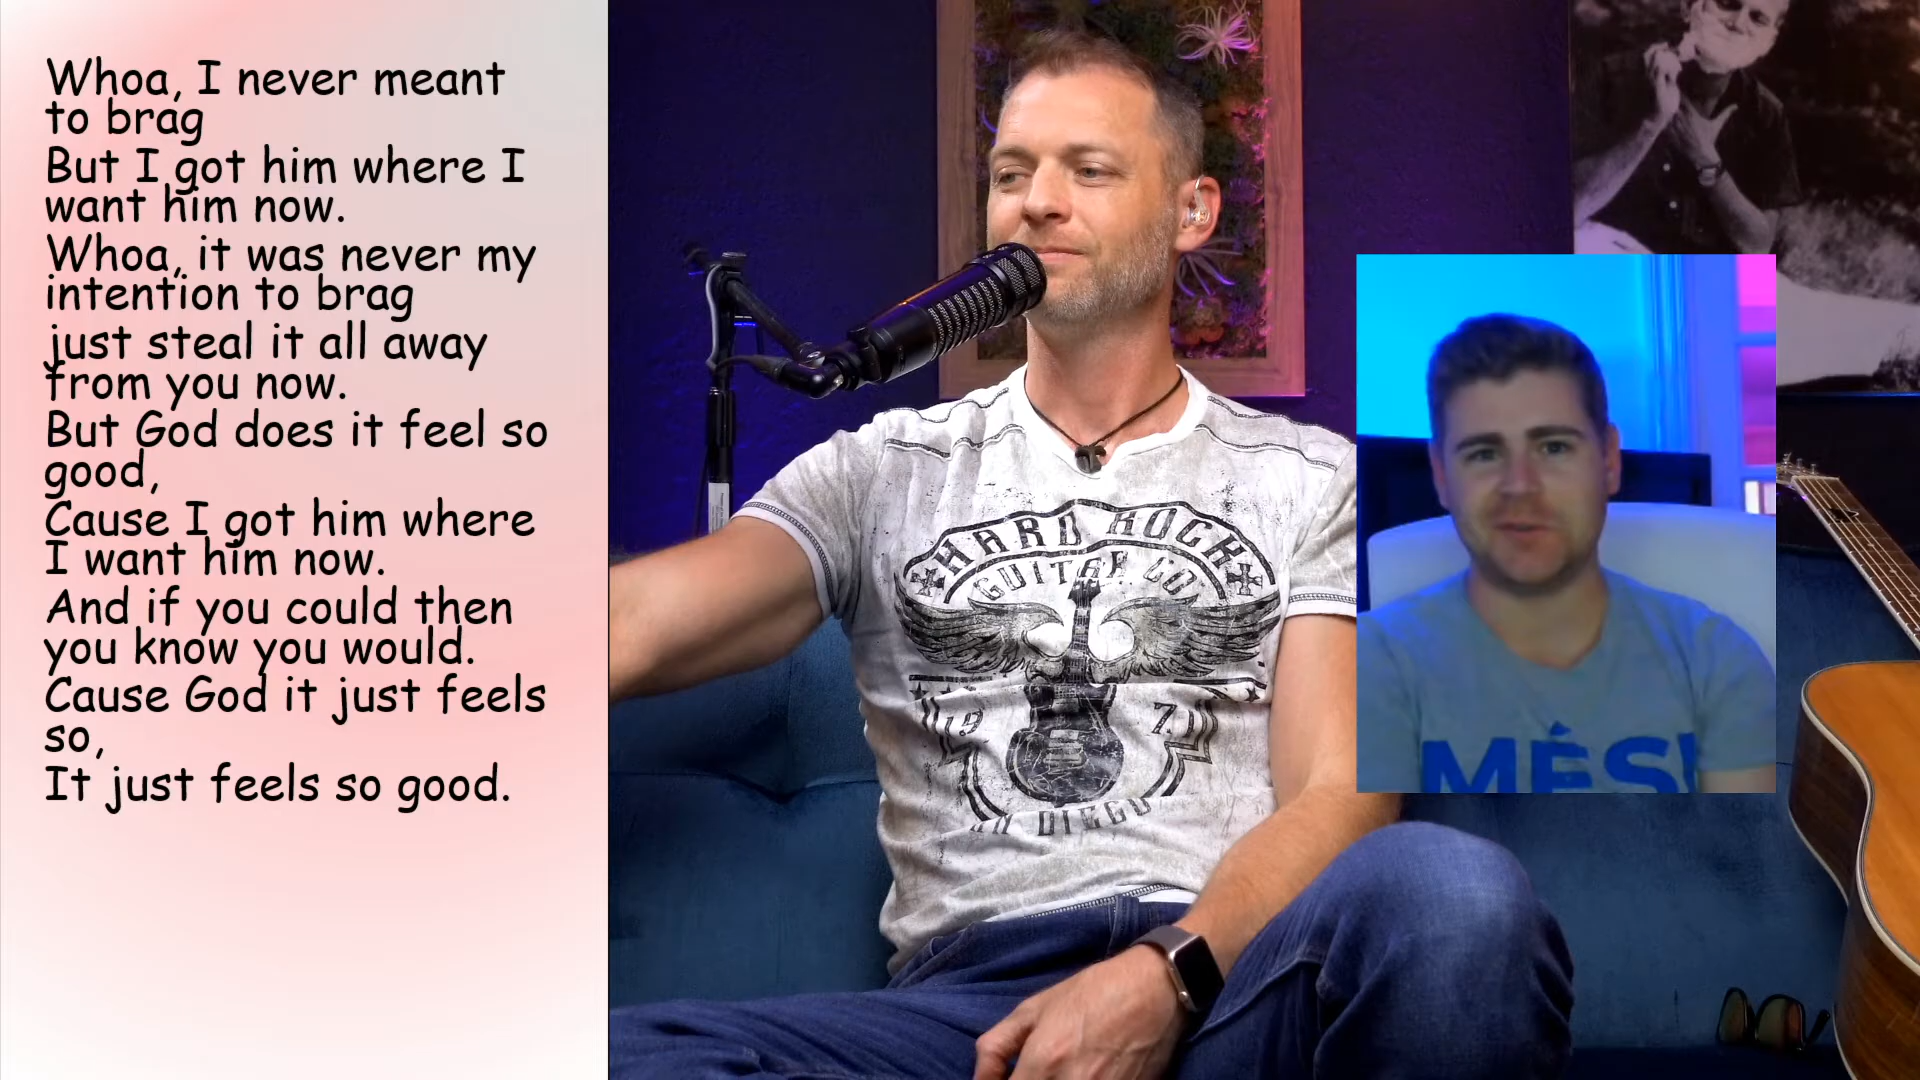 Whoa, I never meant
to brag
But I got him where I
want him now.
Whoa, it was never my
intention to brag
just steal it all away
from you now.
But God does it feel so
good,
Cause I got him where
I want him now.
And if you could then
you know you would.
Cause God it just feels
so,
It just feels so good.
HARD ROCK
GUITAR CO
19 71
DIEGO
MÉS